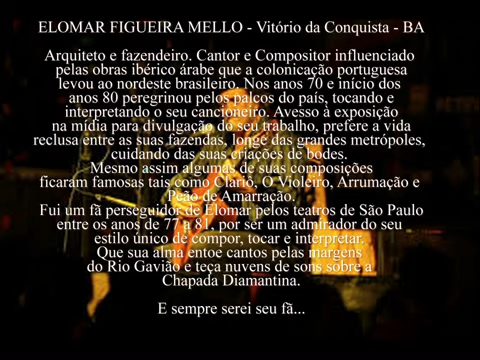 ELOMAR FIGUEIRA MELLO - Vitório da Conquista - BA
Arquiteto e fazendeiro. Cantor e Compositor influenciado
pelas obras ibérico árabe que a colonicação portuguesa
levou ao nordeste brasileiro. Nos anos 70 e início dos
anos 80 peregrinou pelos palcos do país, tocando e
interpretando o seu cancioneiro. Avesso à exposição
na mídia para divulgação do seu trabalho, prefere a vida
reclusa entre as suas fazendas, longe das grandes metrópoles,
cuidando das suas criações de bodes.
Mesmo assim algumas de suas composições
ficaram famosas tais como Clariô, O Violeiro, Arrumação e
Peão de Amarração.
Fui um fã perseguidor de Elomar pelos teatros de São Paulo
entre os anos de 77 a 81, por ser um admirador do seu
estilo único de compor, tocar e interpretar.
Que sua alma entoe cantos pelas margens
do Rio Gavião e teça nuvens de sons sobre a
Chapada Diamantina.
E sempre serei seu fã...